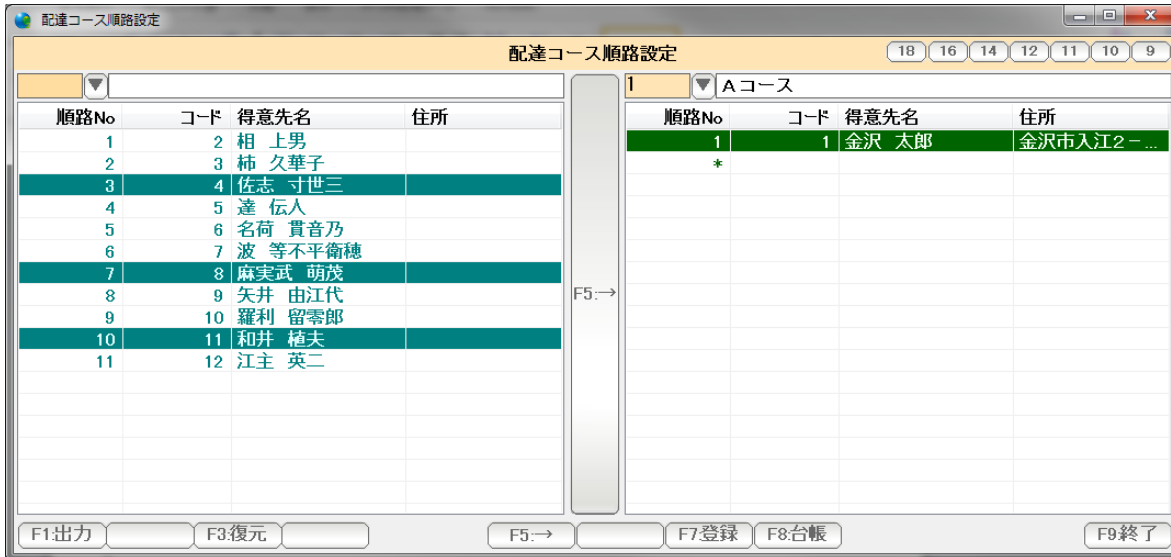 配達コース順路設定
配達コース順路設定 18 16 14 12 11 10 9
1 Aコース
順路No コード 得意先名 住所 順路No コード 得意先名 住所
1 2 相 上男 1 1 金沢 太郎 金沢市入江2－...
2 3 柿 久華子 *
3 4 佐志 寸世三
4 5 達 伝人
5 6 名荷 貫音乃
6 7 波 等不平衛穂
7 8 麻実武 萌茂
8 9 矢井 由江代 F5:→
9 10 羅利 留零郎
10 11 和井 植夫
11 12 江主 英二
F1:出力 F3:復元 F5:→ F7:登録 F8:台帳 F9:終了